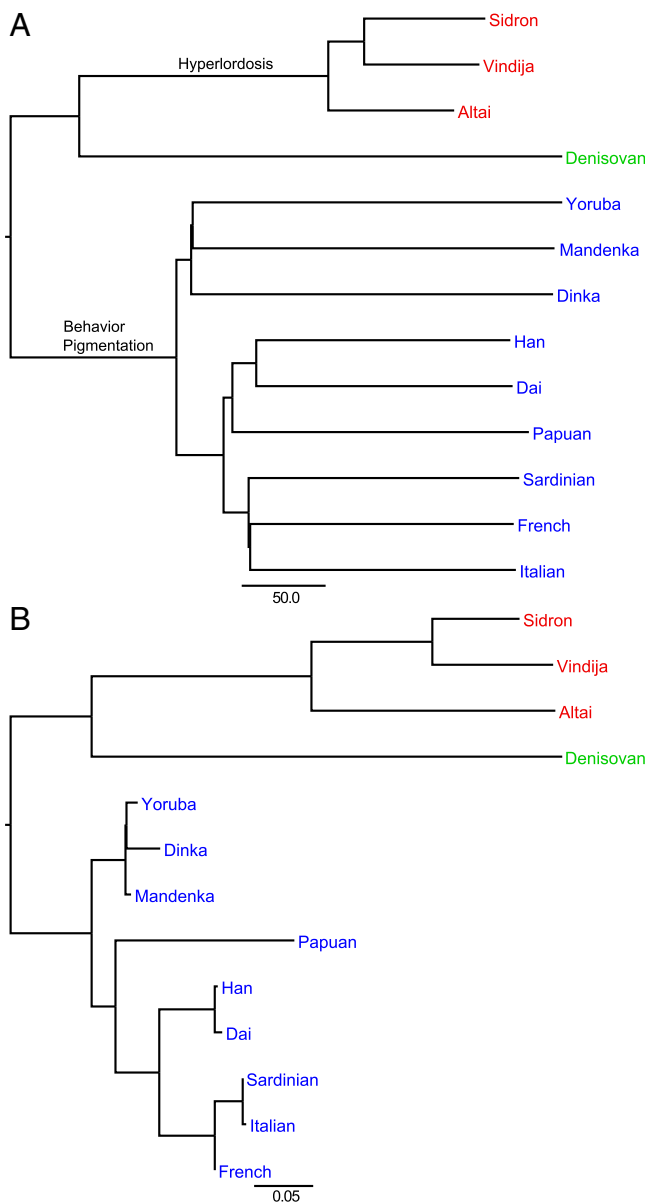 A
Sidron
Hyperlordosis
Vindija
Altai
Denisovan
Yoruba
Mandenka
Dinka
Behavior
Pigmentation
Han
Dai
Papuan
Sardinian
French
Italian
50.0
B
Sidron
Vindija
Altai
Denisovan
Yoruba
Dinka
Mandenka
Papuan
Han
Dai
Sardinian
Italian
French
0.05